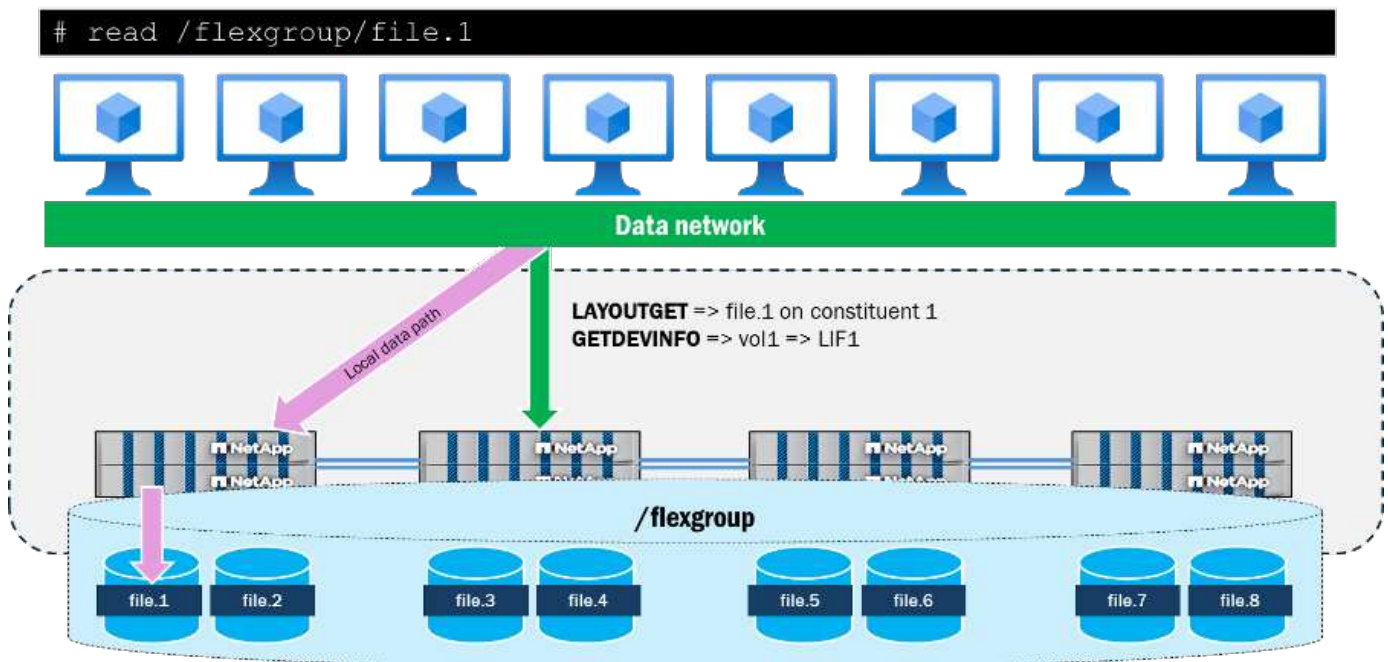 # read /flexgroup/file.1
Data network
Local data path
LAYOUTGET => file.1 on constituent 1
GETDEVINFO => vol1 => LIF1
NetApp NetApp NetApp NetApp
NetApp NetApp NetApp NetApp
/flexgroup
file.1 file.2 file.3 file.4 file.5 file.6 file.7 file.8